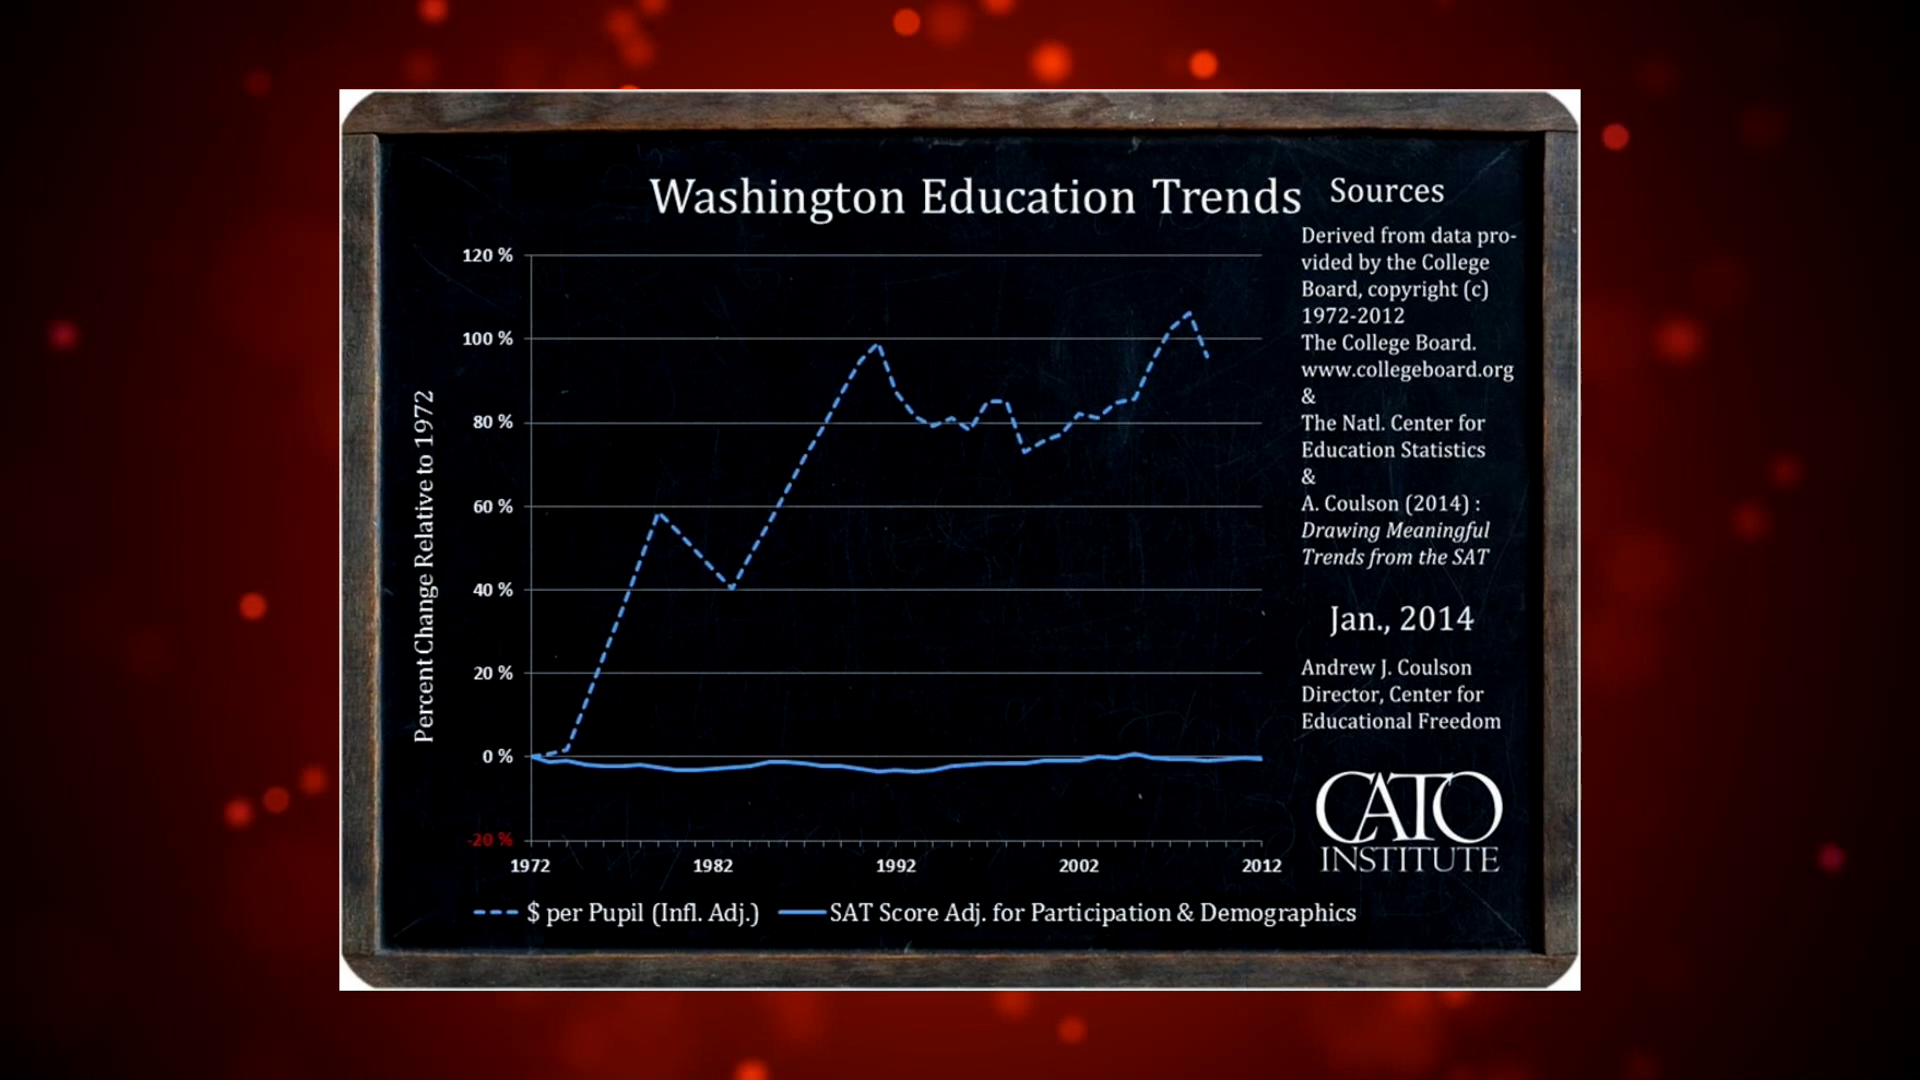 Washington Education Trends
Sources
Derived from data pro-
vided by the College
Board, copyright (c)
1972-2012
The College Board.
www.collegeboard.org
&
The Natl. Center for
Education Statistics
&
A. Coulson (2014) :
Drawing Meaningful
Trends from the SAT
Jan., 2014
Andrew J. Coulson
Director, Center for
Educational Freedom
CATO
INSTITUTE
Percent Change Relative to 1972
120 %
100 %
80 %
60 %
40 %
20 %
0 %
-20 %
1972 1982 1992 2002 2012
$ per Pupil (Infl. Adj.) SAT Score Adj. for Participation & Demographics